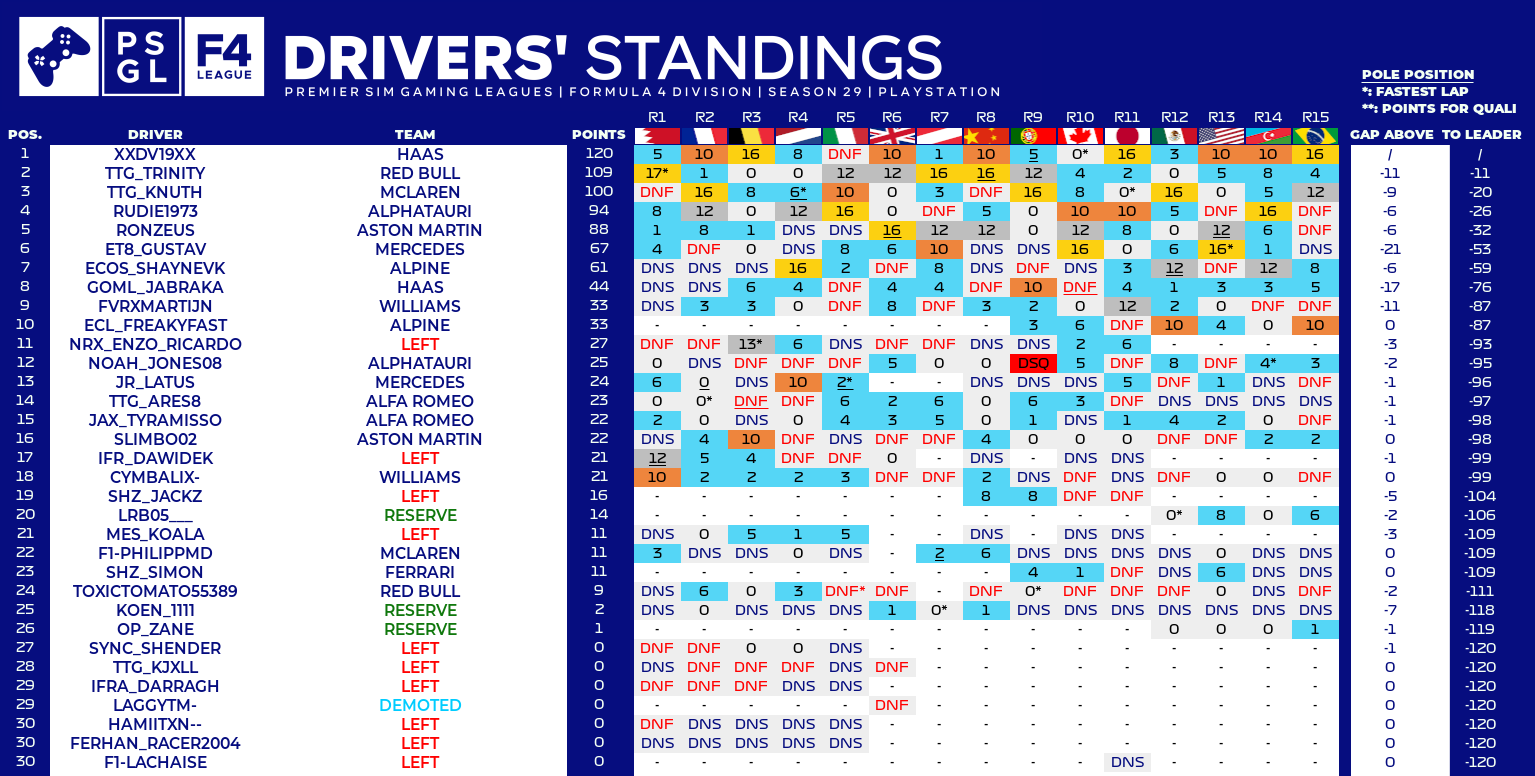 PS
GL
F4
LEAGUE
DRIVERS' STANDINGS
PREMIER SIM GAMING LEAGUES | FORMULA 4 DIVISION | SEASON 29 | PLAYSTATION
POLE POSITION
*: FASTEST LAP
**: POINTS FOR QUALI
POS. DRIVER TEAM POINTS R1 R2 R3 R4 R5 R6 R7 R8 R9 R10 R11 R12 R13 R14 R15 GAP ABOVE TO LEADER
1 XXDV19XX HAAS 120 5 10 16 8 DNF 10 1 10 5 0* 16 3 10 10 16 / /
2 TTG_TRINITY RED BULL 109 17* 1 0 0 12 12 16 16 12 4 2 0 5 8 4 -11 -11
3 TTG_KNUTH MCLAREN 100 DNF 16 8 6* 10 0 3 DNF 16 8 0* 16 0 5 12 -9 -20
4 RUDIE1973 ALPHATAURI 94 8 12 0 12 16 0 DNF 5 0 10 10 5 DNF 16 DNF -6 -26
5 RONZEUS ASTON MARTIN 88 1 8 1 DNS DNS 16 12 12 0 12 8 0 12 6 DNF -6 -32
6 ET8_GUSTAV MERCEDES 67 4 DNF 0 DNS 8 6 10 DNS DNS 16 0 6 16* 1 DNS -21 -53
7 ECOS_SHAYNEVK ALPINE 61 DNS DNS DNS 16 2 DNF 8 DNS DNF DNS 3 12 DNF 12 8 -6 -59
8 GOML_JABRAKA HAAS 44 DNS DNS 6 4 DNF 4 4 DNF 10 DNF 4 1 3 3 5 -17 -76
9 FVRXMARTIJN WILLIAMS 33 DNS 3 3 0 DNF 8 DNF 3 2 0 12 2 0 DNF DNF -11 -87
10 ECL_FREAKYFAST ALPINE 33 - - - - - - - - 3 6 DNF 10 4 0 10 0 -87
11 NRX_ENZO_RICARDO LEFT 27 DNF DNF 13* 6 DNS DNF DNF DNS DNS 2 6 - - - - -3 -93
12 NOAH_JONES08 ALPHATAURI 25 0 DNS DNF DNF DNF 5 0 0 DSQ 5 DNF 8 DNF 4* 3 -2 -95
13 JR_LATUS MERCEDES 24 6 0 DNS 10 2* - - DNS DNS DNS 5 DNF 1 DNS DNF -1 -96
14 TTG_ARES8 ALFA ROMEO 23 0 0* DNF DNF 6 2 6 0 6 3 DNF DNS DNS DNS DNS -1 -97
15 JAX_TYRAMISSO ALFA ROMEO 22 2 0 DNS 0 4 3 5 0 1 DNS 1 4 2 0 DNF -1 -98
16 SLIMBO02 ASTON MARTIN 22 DNS 4 10 DNF DNS DNF DNF 4 0 0 0 DNF DNF 2 2 0 -98
17 IFR_DAWIDEK LEFT 21 12 5 4 DNF DNF 0 - DNS - DNS DNS - - - - -1 -99
18 CYMBALIX- WILLIAMS 21 10 2 2 2 3 DNF DNF 2 DNS DNF DNS DNF 0 0 DNF 0 -99
19 SHZ_JACKZ LEFT 16 - - - - - - - 8 8 DNF DNF - - - - -5 -104
20 LRB05___ RESERVE 14 - - - - - - - - - - - 0* 8 0 6 -2 -106
21 MES_KOALA LEFT 11 DNS 0 5 1 5 - - DNS - DNS DNS - - - - -3 -109
22 F1-PHILIPPMD MCLAREN 11 3 DNS DNS 0 DNS - 2 6 DNS DNS DNS DNS 0 DNS DNS 0 -109
23 SHZ_SIMON FERRARI 11 - - - - - - - - 4 1 DNF DNS 6 DNS DNS 0 -109
24 TOXICTOMATO55389 RED BULL 9 DNS 6 0 3 DNF* DNF - DNF 0* DNF DNF DNF 0 DNS DNF -2 -111
25 KOEN_1111 RESERVE 2 DNS 0 DNS DNS DNS 1 0* 1 DNS DNS DNS DNS DNS DNS DNS -7 -118
26 OP_ZANE RESERVE 1 - - - - - - - - - - - 0 0 0 1 -1 -119
27 SYNC_SHENDER LEFT 0 DNF DNF 0 0 DNS - - - - - - - - - - -1 -120
28 TTG_KJXLL LEFT 0 DNS DNF DNF DNF DNS DNF - - - - - - - - - 0 -120
29 IFRA_DARRAGH LEFT 0 DNF DNF DNF DNS DNS - - - - - - - - - - 0 -120
29 LAGGYTM- DEMOTED 0 - - - - - DNF - - - - - - - - - 0 -120
30 HAMIITXN-- LEFT 0 DNF DNS DNS DNS DNS - - - - - - - - - - 0 -120
30 FERHAN_RACER2004 LEFT 0 DNS DNS DNS DNS DNS - - - - - - - - - - 0 -120
30 F1-LACHAISE LEFT 0 - - - - - - - - - - DNS - - - - 0 -120